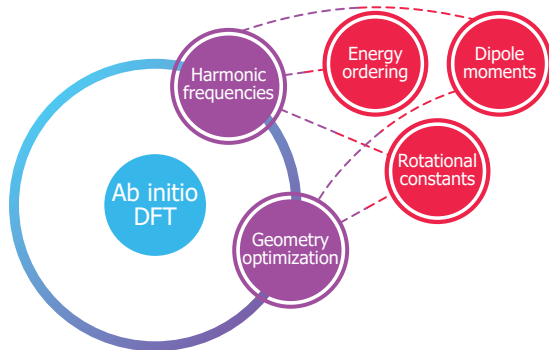 Harmonic
frequencies
Energy
ordering
Dipole
moments
Rotational
constants
Ab initio
DFT
Geometry
optimization